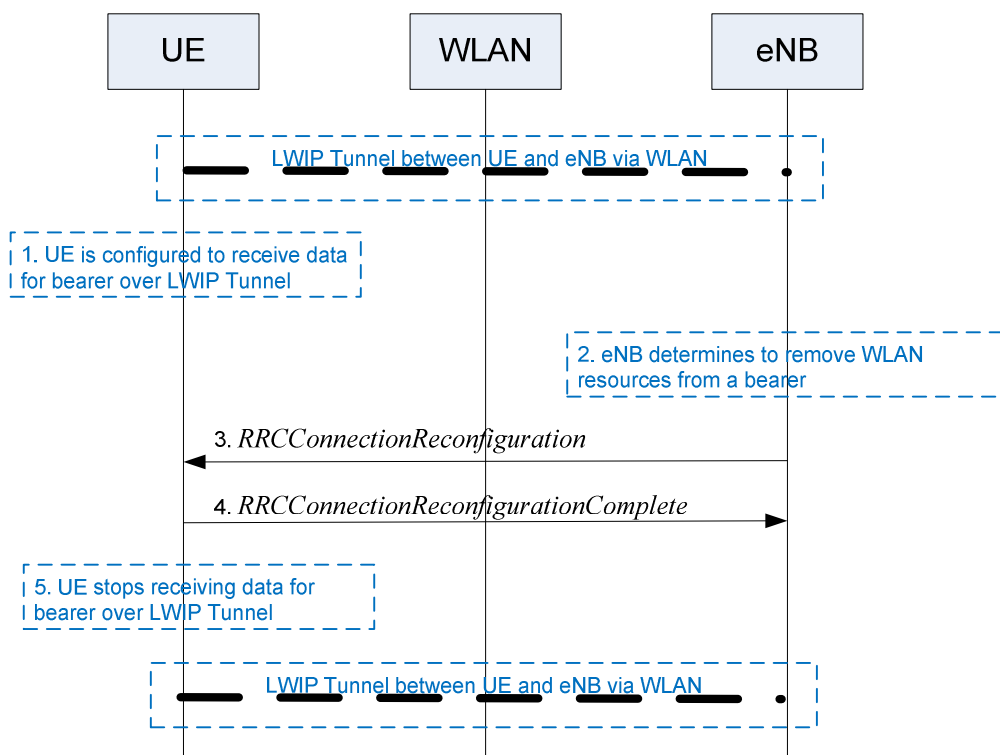 UE
WLAN
eNB
LWIP Tunnel between UE and eNB via WLAN
1. UE is configured to receive data
for bearer over LWIP Tunnel
2. eNB determines to remove WLAN
resources from a bearer
3. RRCConnectionReconfiguration
4. RRCConnectionReconfigurationComplete
5. UE stops receiving data for
bearer over LWIP Tunnel
LWIP Tunnel between UE and eNB via WLAN